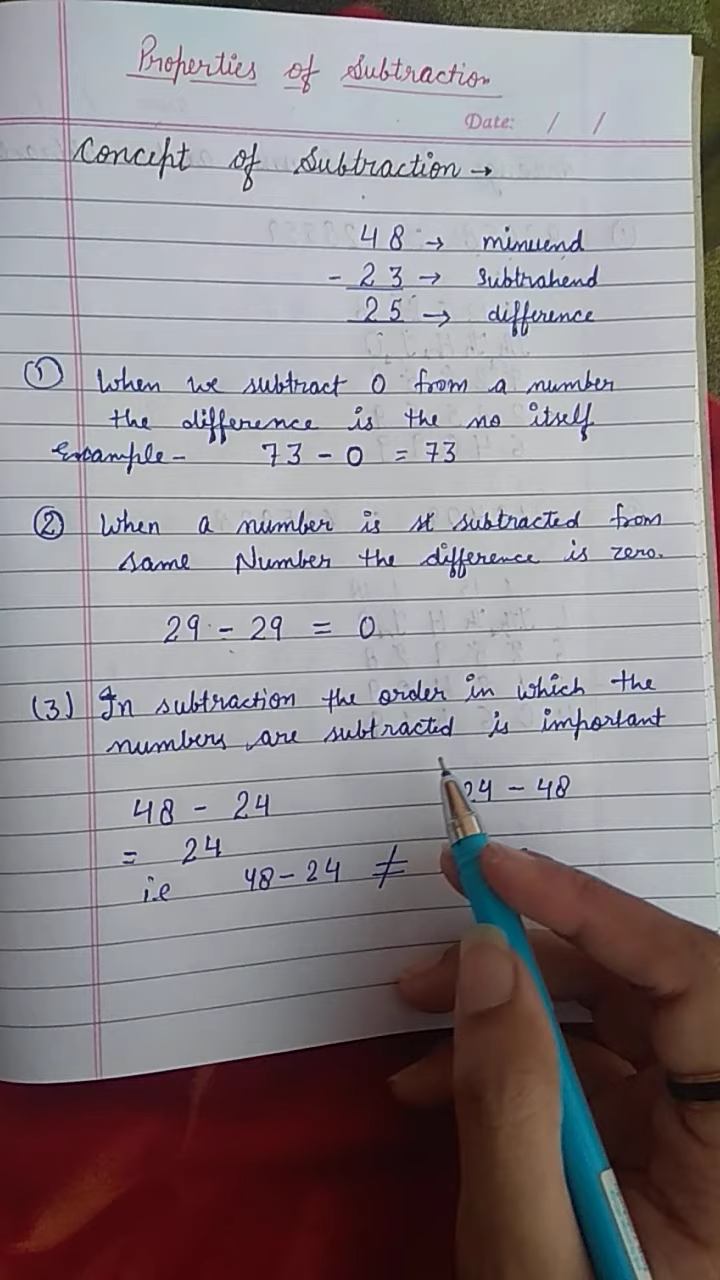 Properties of Subtraction
Date: / /
Concept of Subtraction →
48 → minuend
- 23 → Subtrahend
25 → difference
(1) When we subtract 0 from a number
the difference is the no itself
Example - 73 - 0 = 73
(2) When a number is st subtracted from
same Number the difference is zero.
29 - 29 = 0
(3) In subtraction the order in which the
numbers are subtracted is important
48 - 24 24 - 48
= 24
i.e 48 - 24 ≠